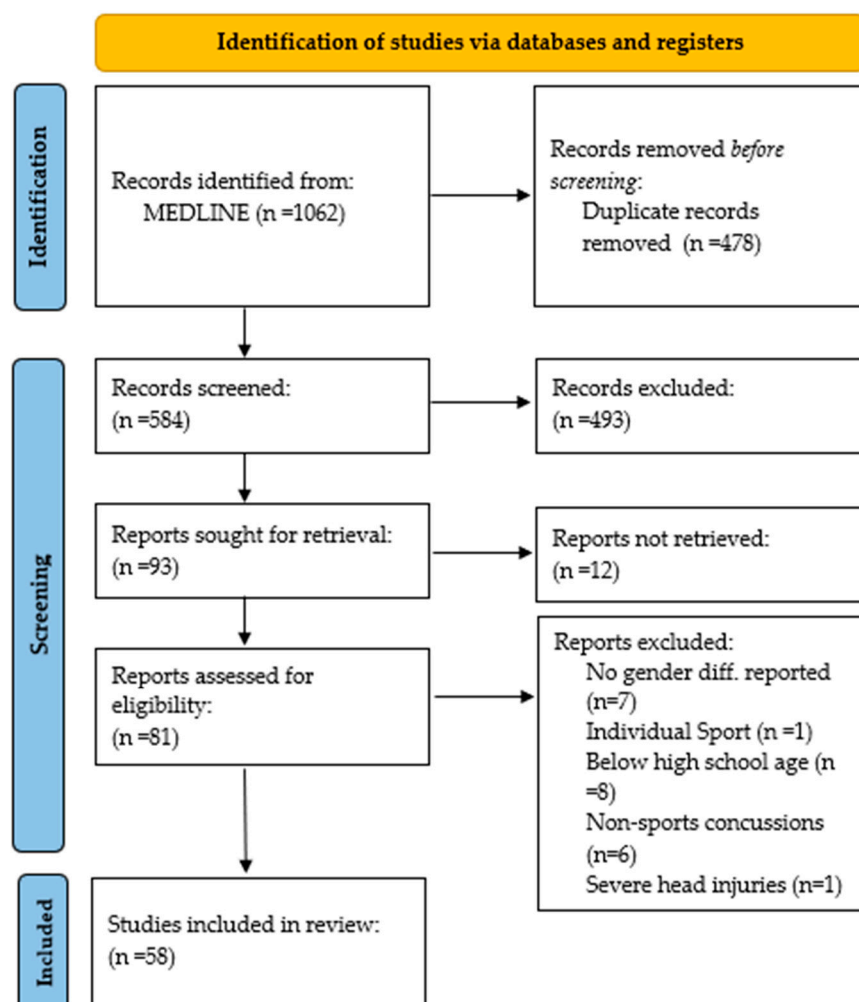 Identification of studies via databases and registers
Identification
Records identified from:
MEDLINE (n =1062)
Records removed before
screening:
Duplicate records
removed (n =478)
Screening
Records screened:
(n =584)
Records excluded:
(n =493)
Reports sought for retrieval:
(n =93)
Reports not retrieved:
(n =12)
Reports assessed for
eligibility:
(n =81)
Reports excluded:
No gender diff. reported
(n=7)
Individual Sport (n =1)
Below high school age (n
=8)
Non-sports concussions
(n=6)
Severe head injuries (n=1)
Included
Studies included in review:
(n =58)